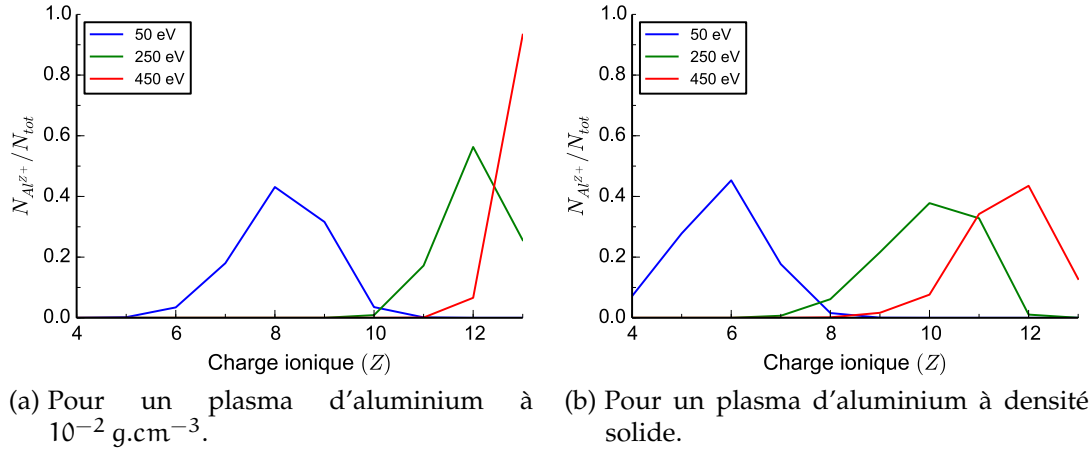 1.0
0.8
0.6
0.4
0.2
0.0
$N_{Al^{Z+}}/N_{tot}$
50 eV
250 eV
450 eV
4 6 8 10 12
Charge ionique (Z)
(a) Pour un plasma d'aluminium à
10⁻² g.cm⁻³.
1.0
0.8
0.6
0.4
0.2
0.0
$N_{Al^{Z+}}/N_{tot}$
50 eV
250 eV
450 eV
4 6 8 10 12
Charge ionique (Z)
(b) Pour un plasma d'aluminium à densité
solide.